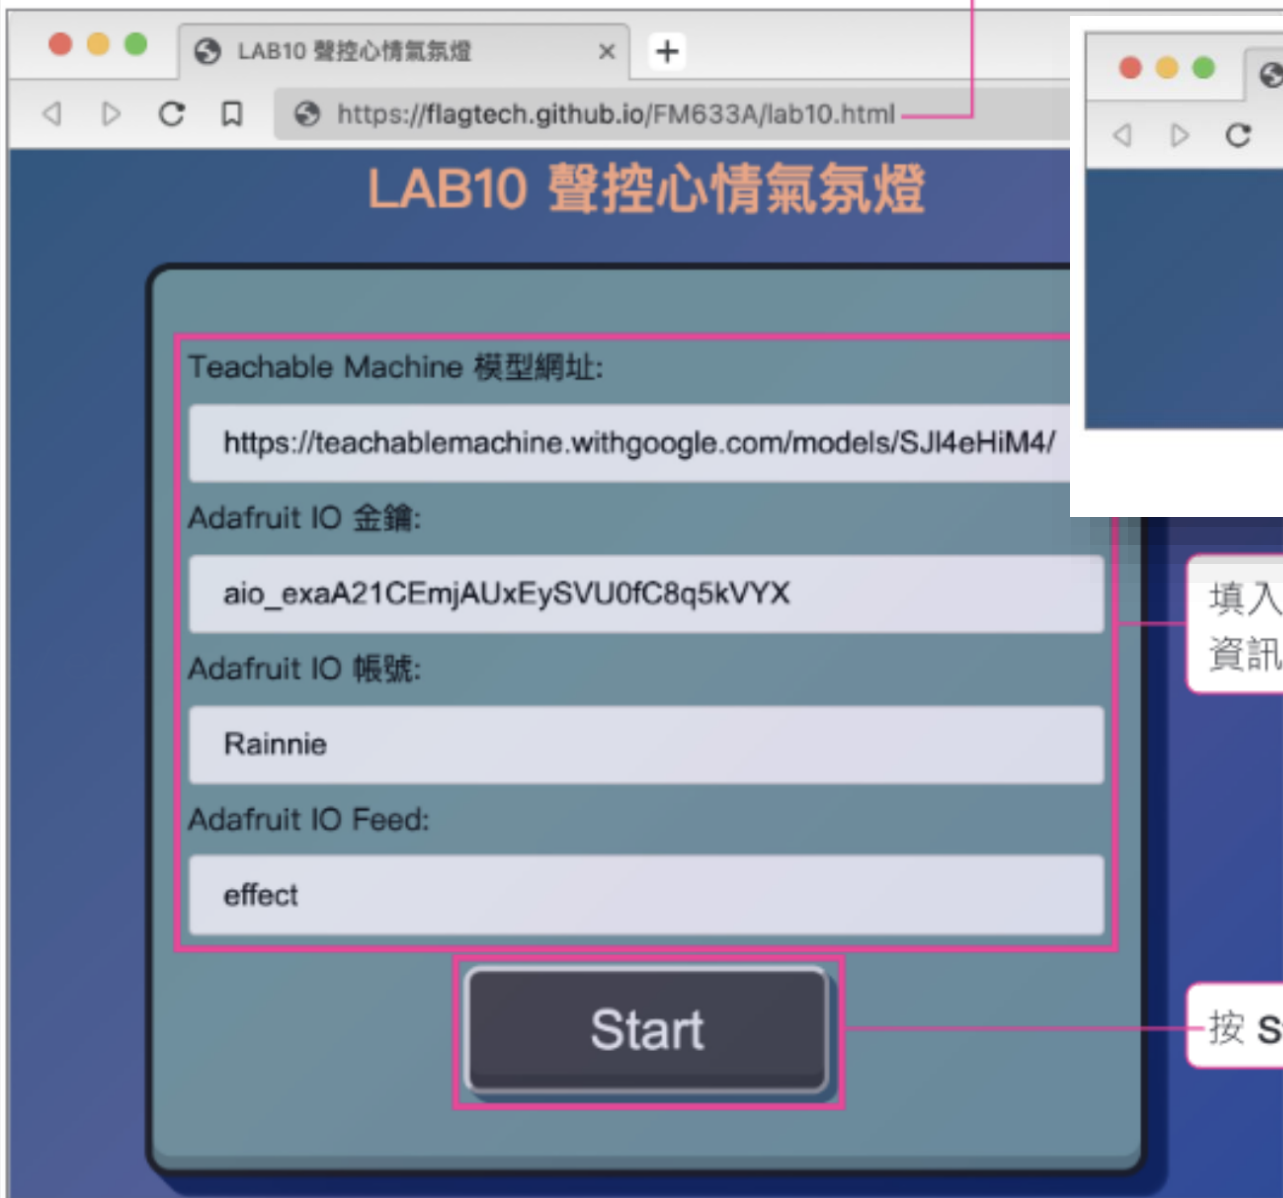 LAB10 聲控心情氣氛燈
https://flagtech.github.io/FM633A/lab10.html
LAB10 聲控心情氣氛燈
Teachable Machine 模型網址:
https://teachablemachine.withgoogle.com/models/SJl4eHiM4/
Adafruit IO 金鑰:
aio_exaA21CEmjAUxEySVU0fC8q5kVYX
填入
資訊
Adafruit IO 帳號:
Rainnie
Adafruit IO Feed:
effect
Start
按 S